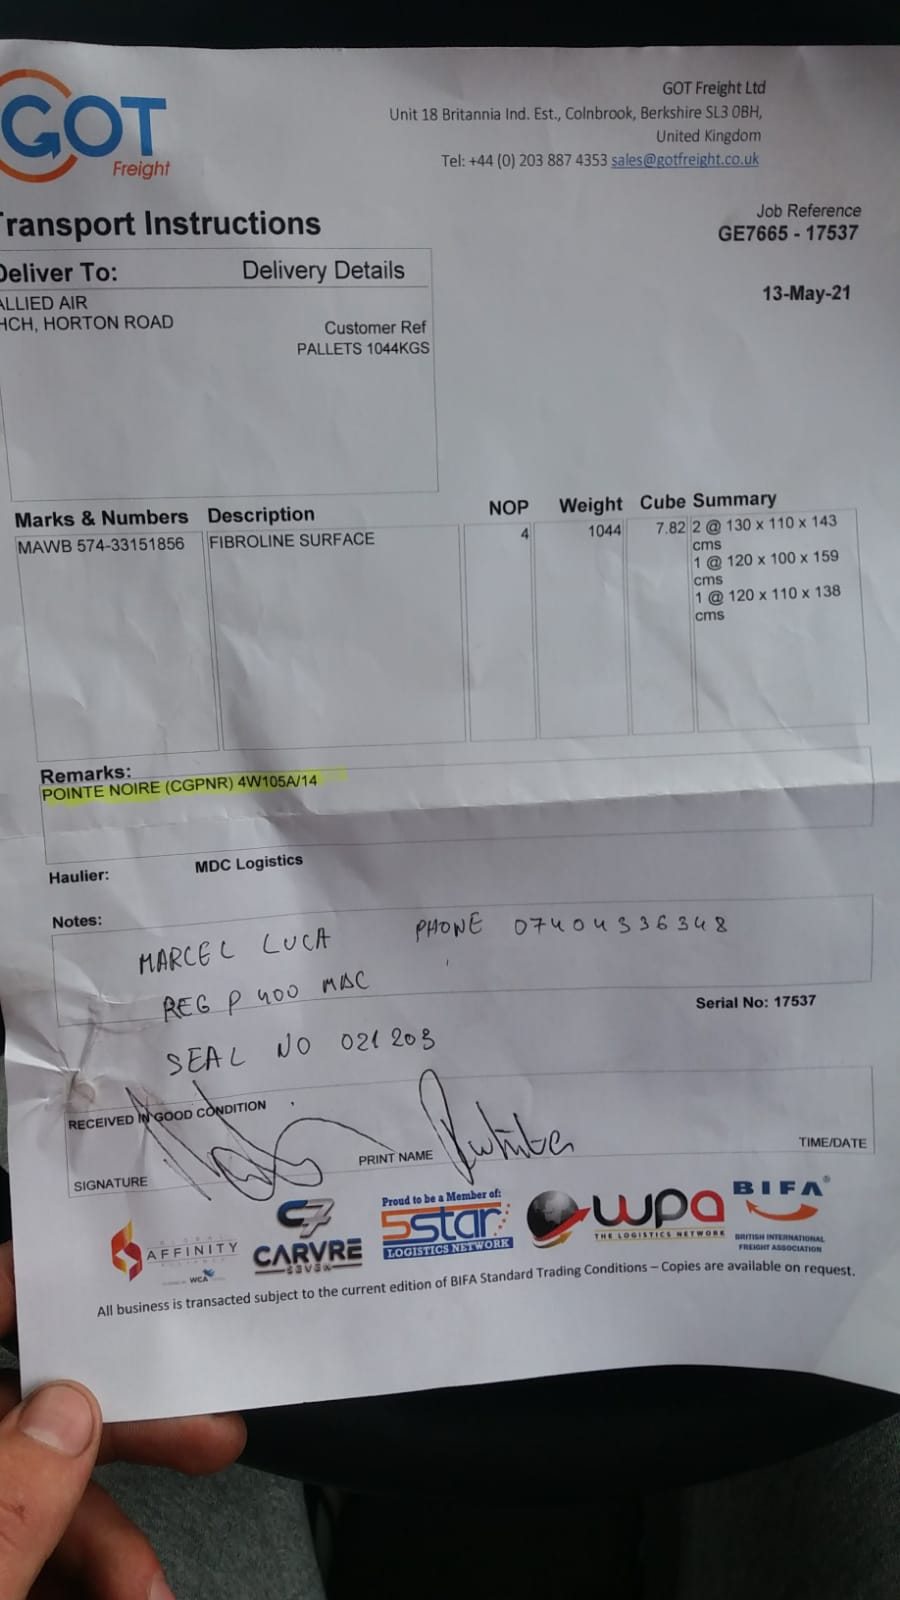 GOT
Freight
GOT Freight Ltd
Unit 18 Britannia Ind. Est., Colnbrook, Berkshire SL3 0BH,
United Kingdom
Tel: +44 (0) 203 887 4353 sales@gotfreight.co.uk
ransport Instructions
Job Reference
GE7665 - 17537
13-May-21
Deliver To: Delivery Details
ALLIED AIR
HCH, HORTON ROAD
Customer Ref
PALLETS 1044KGS
Marks & Numbers Description NOP Weight Cube Summary
MAWB 574-33151856 FIBROLINE SURFACE 4 1044 7.82 2 @ 130 x 110 x 143
cms
1 @ 120 x 100 x 159
cms
1 @ 120 x 110 x 138
cms
Remarks:
POINTE NOIRE (CGPNR) 4W105A/14
Haulier: MDC Logistics
Notes:
MARCEL LUCA PHONE 07404336348
REG P 400 MDC
Serial No: 17537
SEAL NO 021203
RECEIVED IN GOOD CONDITION
SIGNATURE
PRINT NAME
TIME/DATE
AFFINITY
WCA
C7
CARVRE
SEVEN
Proud to be a Member of:
5star
LOGISTICS NETWORK
wpa
THE LOGISTICS NETWORK
BIFA®
BRITISH INTERNATIONAL
FREIGHT ASSOCIATION
All business is transacted subject to the current edition of BIFA Standard Trading Conditions – Copies are available on request.